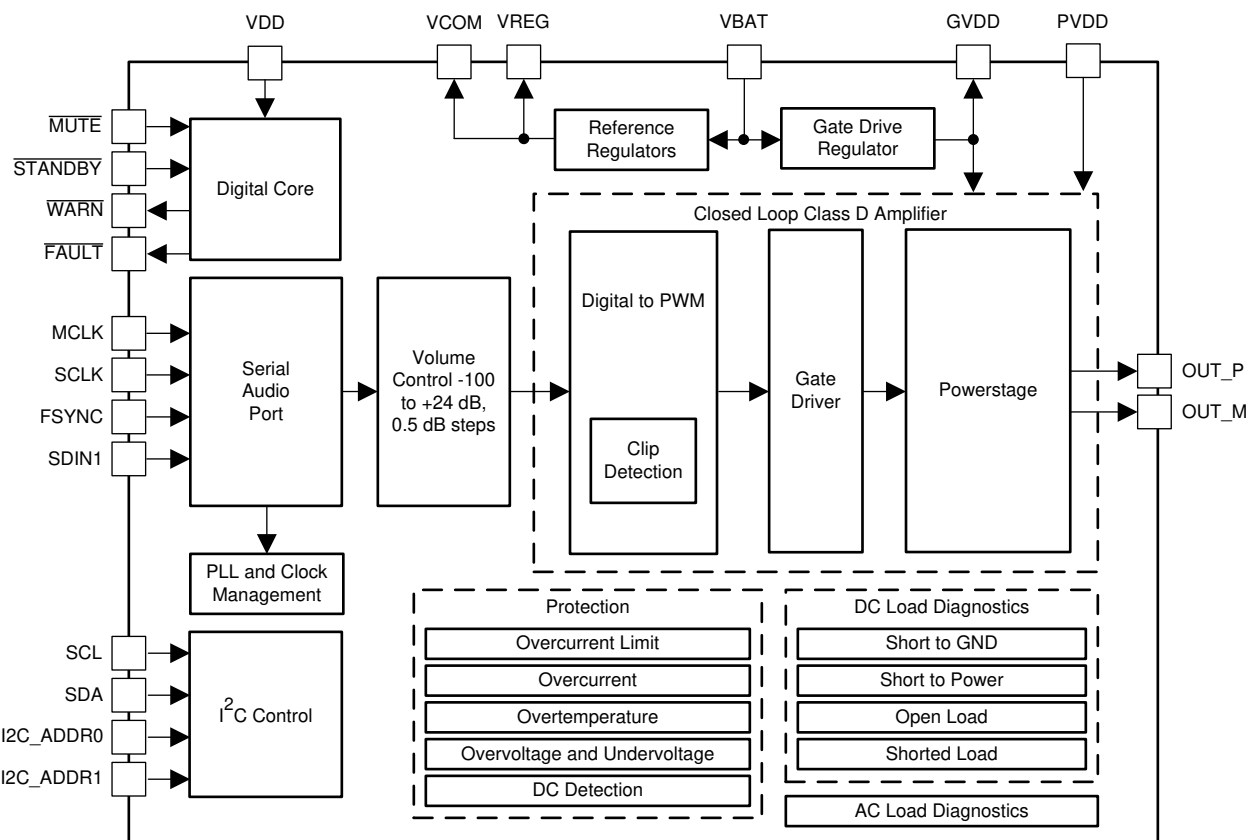 VDD
VCOM
VREG
VBAT
GVDD
PVDD
MUTE
STANDBY
WARN
FAULT
Digital Core
Reference
Regulators
Gate Drive
Regulator
Closed Loop Class D Amplifier
MCLK
SCLK
FSYNC
SDIN1
Serial
Audio
Port
Volume
Control -100
to +24 dB,
0.5 dB steps
Digital to PWM
Clip
Detection
Gate
Driver
Powerstage
OUT_P
OUT_M
PLL and Clock
Management
SCL
SDA
I2C_ADDR0
I2C_ADDR1
I²C Control
Protection
Overcurrent Limit
Overcurrent
Overtemperature
Overvoltage and Undervoltage
DC Detection
DC Load Diagnostics
Short to GND
Short to Power
Open Load
Shorted Load
AC Load Diagnostics